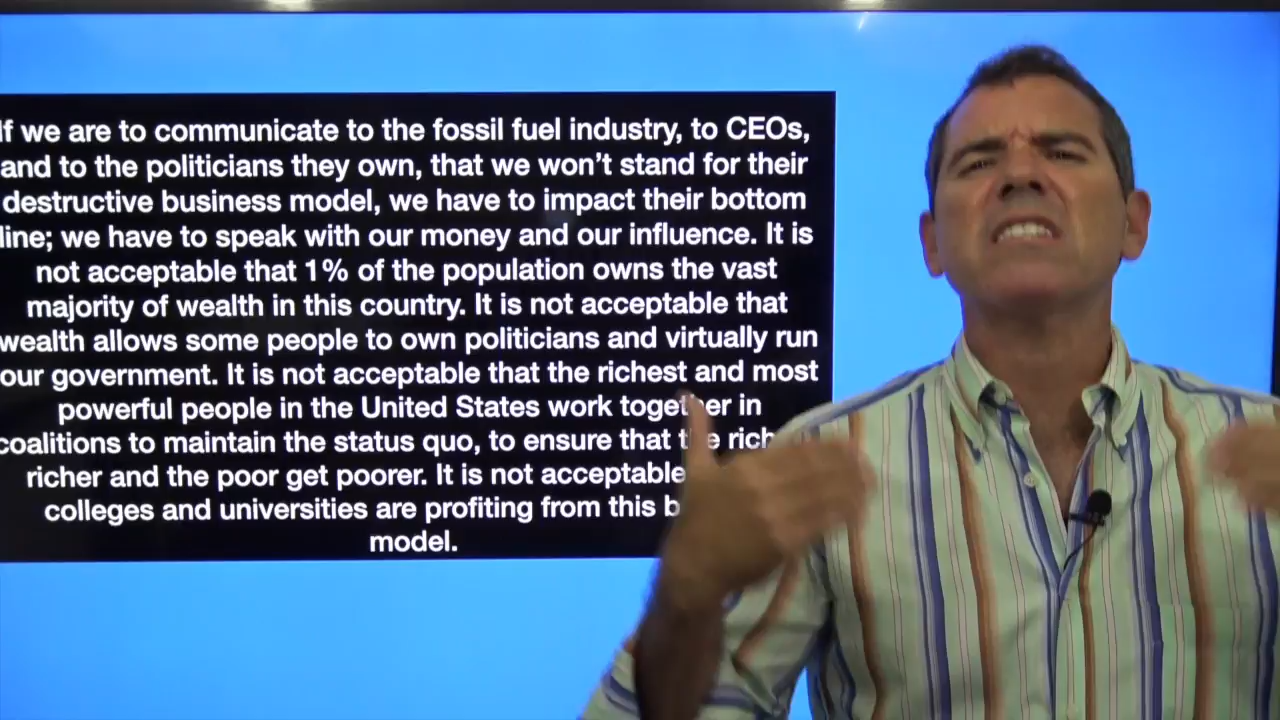 If we are to communicate to the fossil fuel industry, to CEOs,
and to the politicians they own, that we won't stand for their
destructive business model, we have to impact their bottom
line; we have to speak with our money and our influence. It is
not acceptable that 1% of the population owns the vast
majority of wealth in this country. It is not acceptable that
wealth allows some people to own politicians and virtually run
our government. It is not acceptable that the richest and most
powerful people in the United States work together in
coalitions to maintain the status quo, to ensure that the rich
richer and the poor get poorer. It is not acceptable
colleges and universities are profiting from this
model.